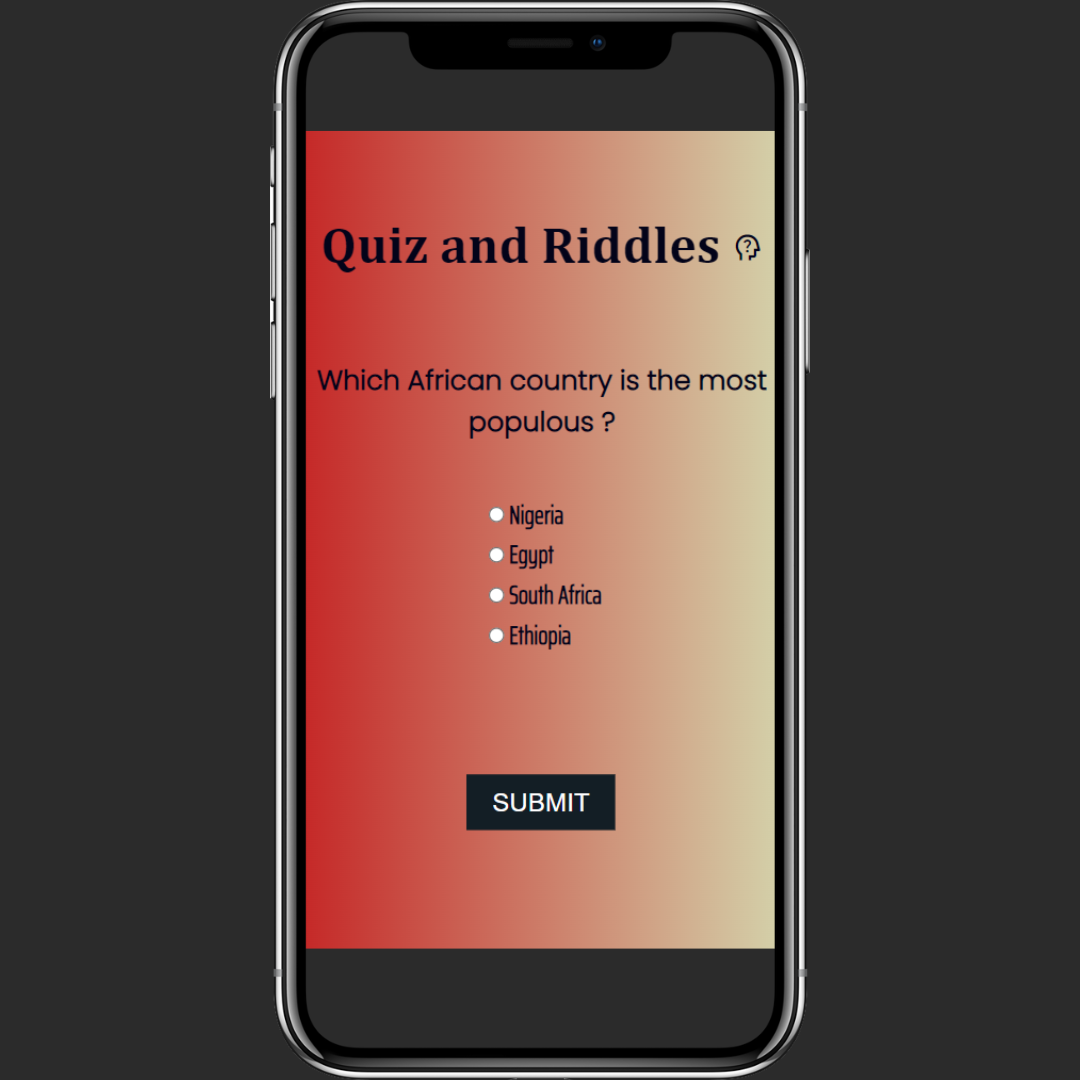 Quiz and Riddles
Which African country is the most
populous ?
Nigeria
Egypt
South Africa
Ethiopia
SUBMIT